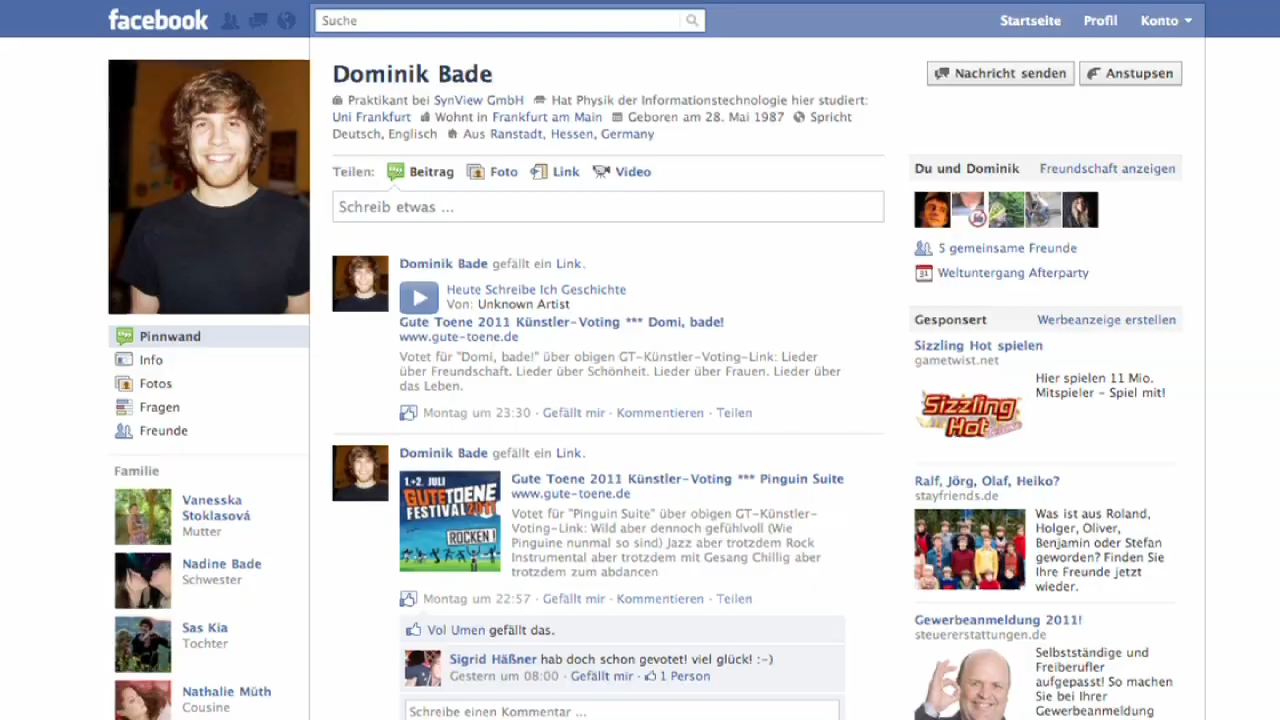 facebook
Suche
Startseite Profil Konto
Dominik Bade
Nachricht senden
Anstupsen
Praktikant bei SynView GmbH Hat Physik der Informationstechnologie hier studiert:
Uni Frankfurt Wohnt in Frankfurt am Main Geboren am 28. Mai 1987 Spricht
Deutsch, Englisch Aus Ranstadt, Hessen, Germany
Teilen: Beitrag Foto Link Video
Schreib etwas ...
Dominik Bade gefällt ein Link.
Heute Schreibe Ich Geschichte
Von: Unknown Artist
Gute Toene 2011 Künstler-Voting *** Domi, bade!
www.gute-toene.de
Votet für "Domi, bade!" über obigen GT-Künstler-Voting-Link: Lieder
über Freundschaft. Lieder über Schönheit. Lieder über Frauen. Lieder über
das Leben.
Montag um 23:30 · Gefällt mir · Kommentieren · Teilen
Dominik Bade gefällt ein Link.
1.+2. JULI
GUTETOENE
FESTIVAL 2011
ROCKEN!
Gute Toene 2011 Künstler-Voting *** Pinguin Suite
www.gute-toene.de
Votet für "Pinguin Suite" über obigen GT-Künstler-
Voting-Link: Wild aber dennoch gefühlvoll (Wie
Pinguine nunmal so sind) Jazz aber trotzdem Rock
Instrumental aber trotzdem mit Gesang Chillig aber
trotzdem zum abdancen
Montag um 22:57 · Gefällt mir · Kommentieren · Teilen
Vol Umen gefällt das.
Sigrid Häßner hab doch schon gevotet! viel glück! :-)
Gestern um 08:00 · Gefällt mir · 1 Person
Schreibe einen Kommentar ...
Pinnwand
Info
Fotos
Fragen
Freunde
Familie
Vanesska
Stoklasová
Mutter
Nadine Bade
Schwester
Sas Kia
Tochter
Nathalie Müth
Cousine
Du und Dominik Freundschaft anzeigen
5 gemeinsame Freunde
31
Weltuntergang Afterparty
Gesponsert Werbeanzeige erstellen
Sizzling Hot spielen
gametwist.net
Sizzling
Hot
Hier spielen 11 Mio.
Mitspieler - Spiel mit!
Ralf, Jörg, Olaf, Heiko?
stayfriends.de
Was ist aus Roland,
Holger, Oliver,
Benjamin oder Stefan
geworden? Finden Sie
Ihre Freunde jetzt
wieder.
Gewerbeanmeldung 2011!
steuererstattungen.de
Selbstständige und
Freiberufler
aufgepasst! So machen
Sie bei Ihrer
Gewerbeanmeldung